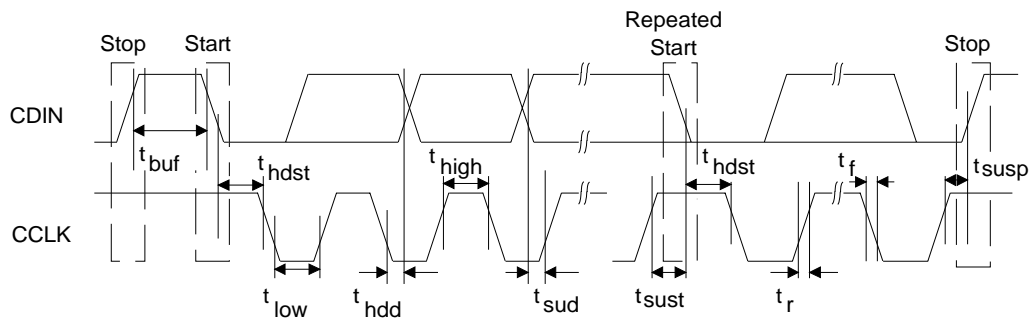 Repeated
Stop Start Start Stop
CDIN
t buf t hdst t high t hdst t f t susp
CCLK
t low t hdd t sud t sust t r